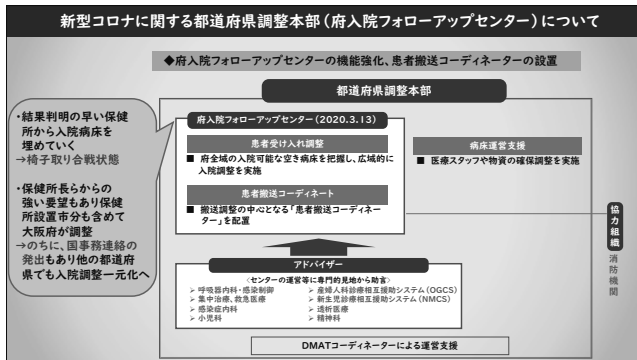 新型コロナに関する都道府県調整本部(府入院フォローアップセンター)について
◆府入院フォローアップセンターの機能強化、患者搬送コーディネーターの設置
都道府県調整本部
・結果判明の早い保健
所から入院病床を
埋めていく
→椅子取り合戦状態
・保健所長らからの
強い要望もあり保健
所設置市分も含めて
大阪府が調整
→のちに、国事務連絡の
発出もあり他の都道府
県でも入院調整一元化へ
府入院フォローアップセンター(2020.3.13)
患者受け入れ調整
■ 府全域の入院可能な空き病床を把握し、広域的に
入院調整を実施
患者搬送コーディネート
■ 搬送調整の中心となる「患者搬送コーディネー
ター」を配置
病床運営支援
■ 医療スタッフや物資の確保調整を実施
協力組織
消防機関
アドバイザー
〈センターの運営等に専門的見地から助言〉
➢ 呼吸器内科・感染制御
➢ 集中治療、救急医療
➢ 感染症内科
➢ 小児科
➢ 産婦人科診療相互援助システム(OGCS)
➢ 新生児診療相互援助システム(NMCS)
➢ 透析医療
➢ 精神科
DMATコーディネーターによる運営支援